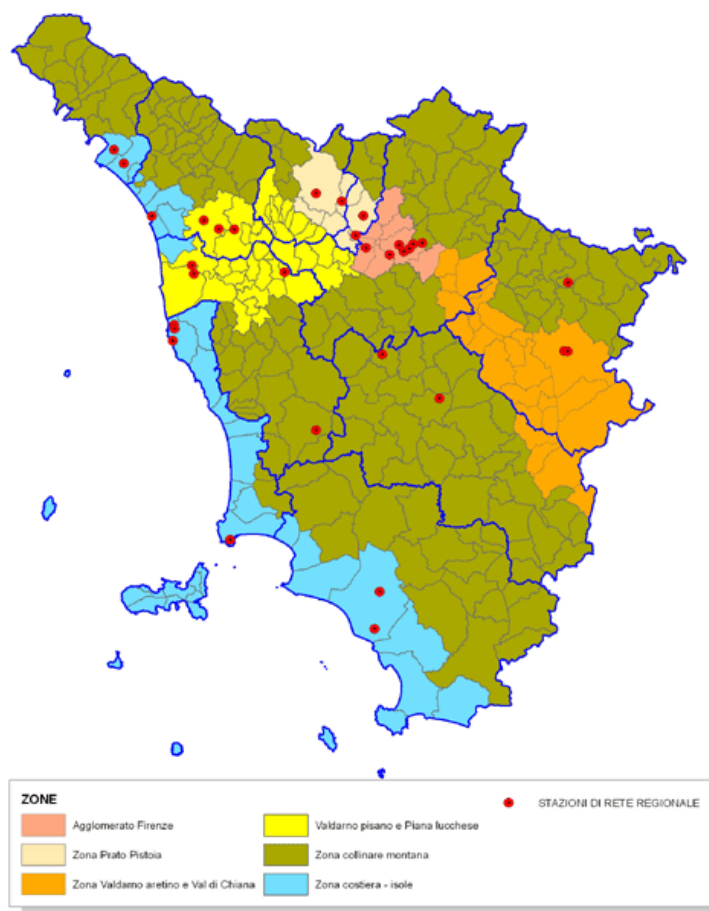 ZONE
STAZIONI DI RETE REGIONALE
Agglomerato Firenze
Valdarno pisano e Piana lucchese
Zona Prato Pistoia
Zona collinare montana
Zona Valdarno aretino e Val di Chiana
Zona costiera - isole